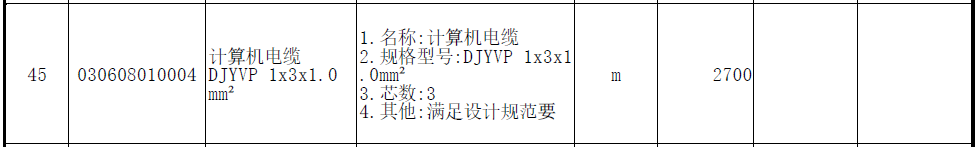 45
030608010004
计算机电缆
DJYVP 1x3x1.0
mm²
1.名称:计算机电缆
2.规格型号:DJYVP 1x3x1
.0mm²
3.芯数:3
4.其他:满足设计规范要
m
2700